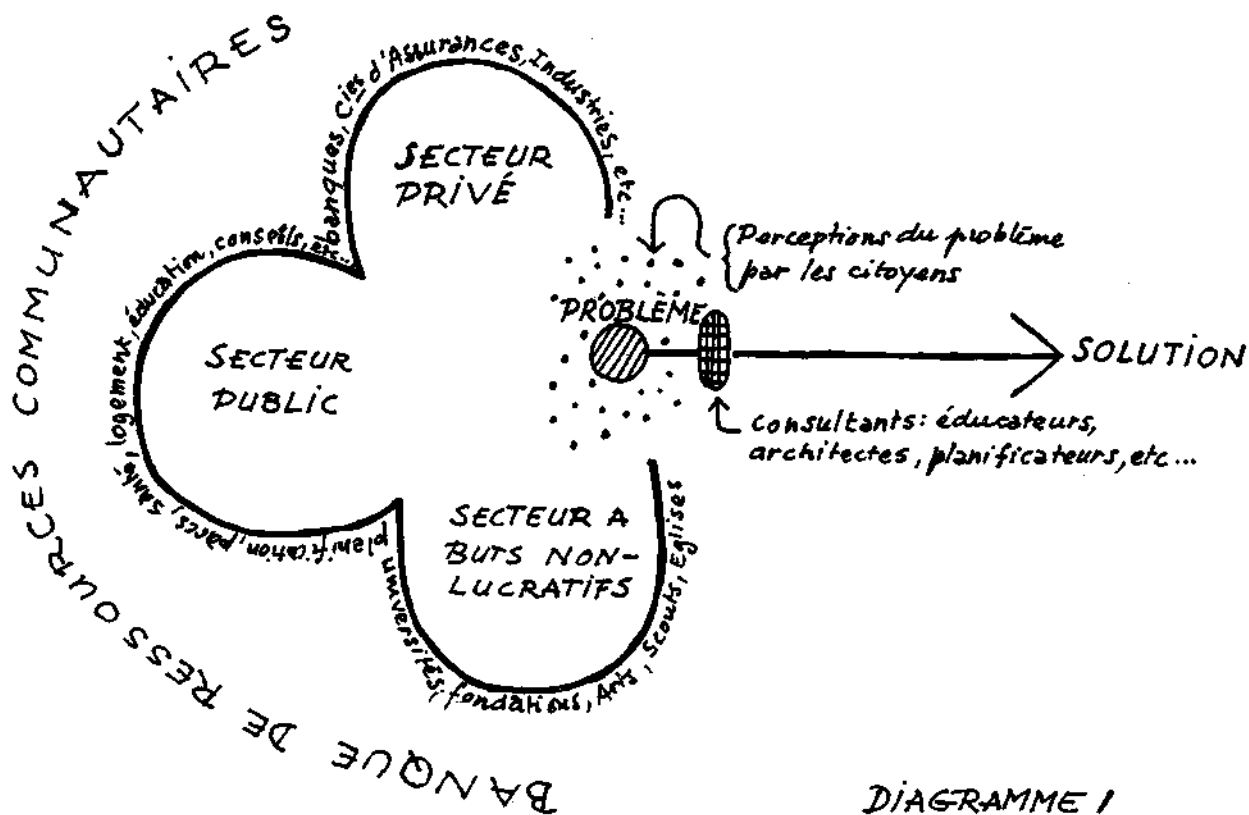 BANQUE DE RESSOURCES COMMUNAUTAIRES
banques, Cies d'Assurances, Industries, etc...
SECTEUR
PRIVÉ
planification, parcs, santé, logement, éducation, conseils, etc...
SECTEUR
PUBLIC
universités, fondations, Arts, Scouts, Eglises
SECTEUR A
BUTS NON-
LUCRATIFS
Perceptions du problème
par les citoyens
PROBLÈME
SOLUTION
Consultants: éducateurs,
architectes, planificateurs, etc...
DIAGRAMME 1